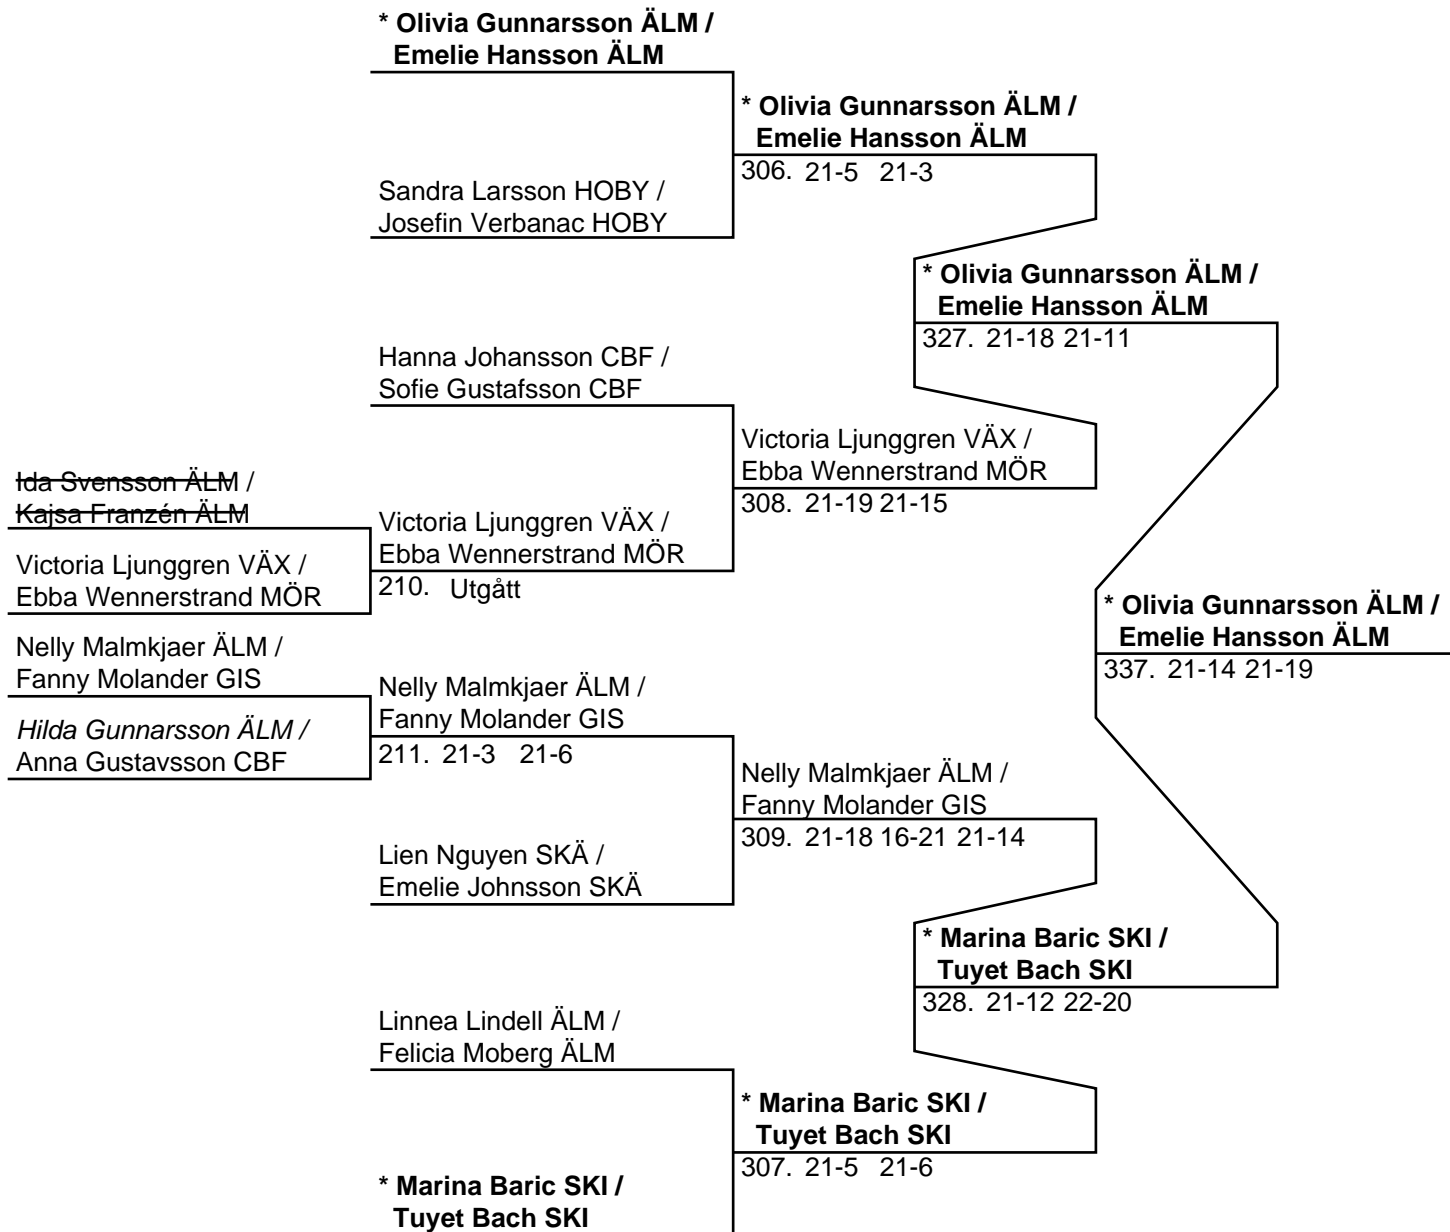 * Olivia Gunnarsson ÄLM /
Emelie Hansson ÄLM
* Olivia Gunnarsson ÄLM /
Emelie Hansson ÄLM
306. 21-5 21-3
Sandra Larsson HOBY /
Josefin Verbanac HOBY
* Olivia Gunnarsson ÄLM /
Emelie Hansson ÄLM
327. 21-18 21-11
Hanna Johansson CBF /
Sofie Gustafsson CBF
Victoria Ljunggren VÄX /
Ebba Wennerstrand MÖR
308. 21-19 21-15
Ida Svensson ÄLM /
Kajsa Franzén ÄLM
Victoria Ljunggren VÄX /
Ebba Wennerstrand MÖR
210. Utgått
Victoria Ljunggren VÄX /
Ebba Wennerstrand MÖR
* Olivia Gunnarsson ÄLM /
Emelie Hansson ÄLM
337. 21-14 21-19
Nelly Malmkjaer ÄLM /
Fanny Molander GIS
Nelly Malmkjaer ÄLM /
Fanny Molander GIS
211. 21-3 21-6
Hilda Gunnarsson ÄLM /
Anna Gustavsson CBF
Nelly Malmkjaer ÄLM /
Fanny Molander GIS
309. 21-18 16-21 21-14
Lien Nguyen SKÄ /
Emelie Johnsson SKÄ
* Marina Baric SKI /
Tuyet Bach SKI
328. 21-12 22-20
Linnea Lindell ÄLM /
Felicia Moberg ÄLM
* Marina Baric SKI /
Tuyet Bach SKI
307. 21-5 21-6
* Marina Baric SKI /
Tuyet Bach SKI